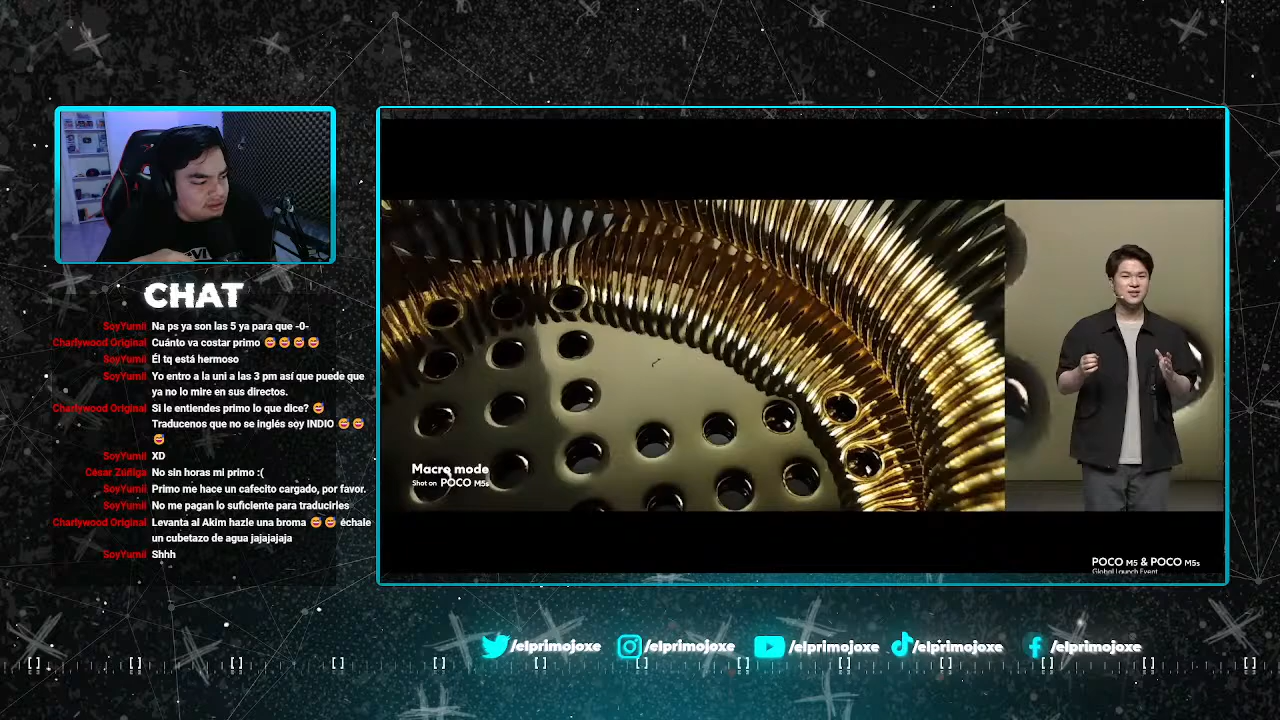 CHAT
SoyYumii Na ps ya son las 5 ya para que -0-
Charlywood Original Cuánto va costar primo 😅 😅 😅 😅
SoyYumii Él tq está hermoso
SoyYumii Yo entro a la uni a las 3 pm así que puede que
ya no lo mire en sus directos.
Charlywood Original Si le entiendes primo lo que dice? 😅
Traducenos que no se inglés soy INDIO 😅 😅
😅
SoyYumii XD
César Zúñiga No sin horas mi primo :(
SoyYumii Primo me hace un cafecito cargado, por favor.
SoyYumii No me pagan lo suficiente para traducirles
Charlywood Original Levanta al Akim hazle una broma 😅 😅 échale
un cubetazo de agua jajajajaja
SoyYumii Shhh
Macro mode
Shot on POCO M5s
POCO M5 & POCO M5s
Global Launch Event
/elprimojoxe /elprimojoxe /elprimojoxe /elprimojoxe /elprimojoxe